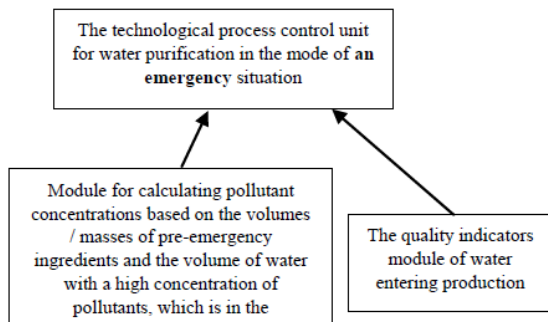 The technological process control unit
for water purification in the mode of an
emergency situation
Module for calculating pollutant
concentrations based on the volumes
/ masses of pre-emergency
ingredients and the volume of water
with a high concentration of
pollutants, which is in the
The quality indicators
module of water
entering production